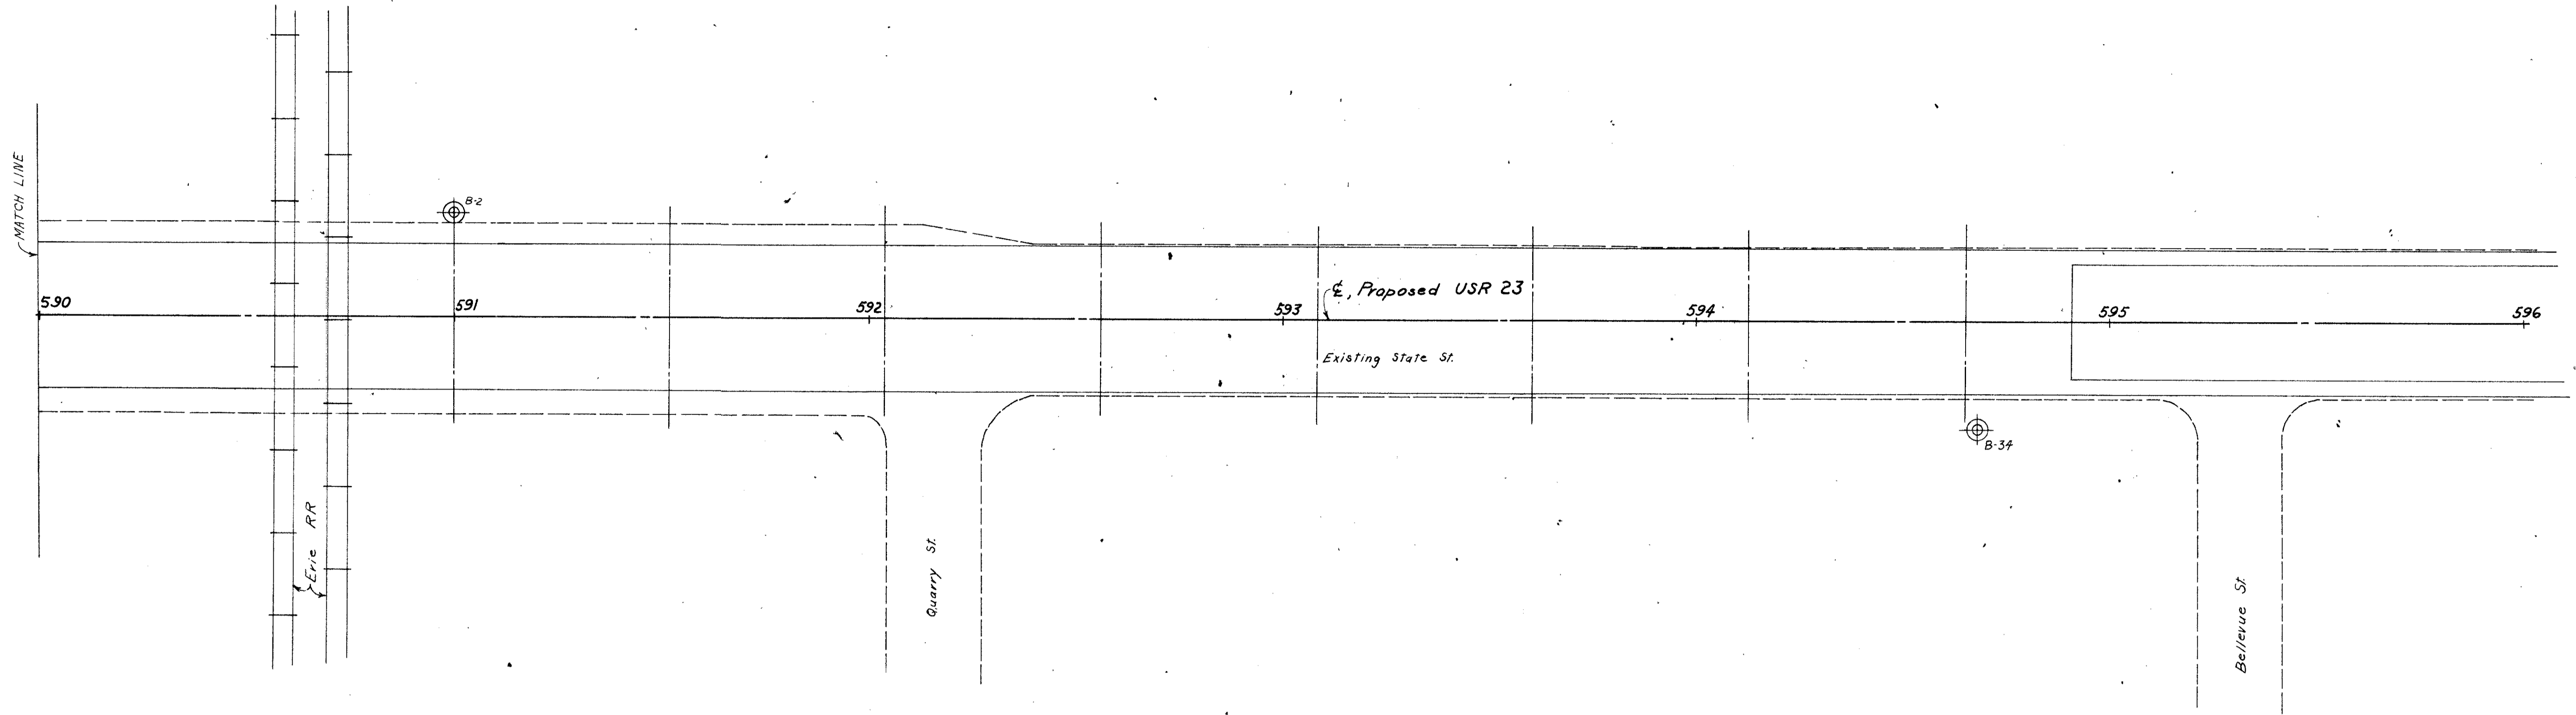 MATCH LINE
B-2
590
591
592
593
℄, Proposed USR 23
594
595
596
Existing State St.
B-34
Erie RR
Quarry St.
Bellevue St.